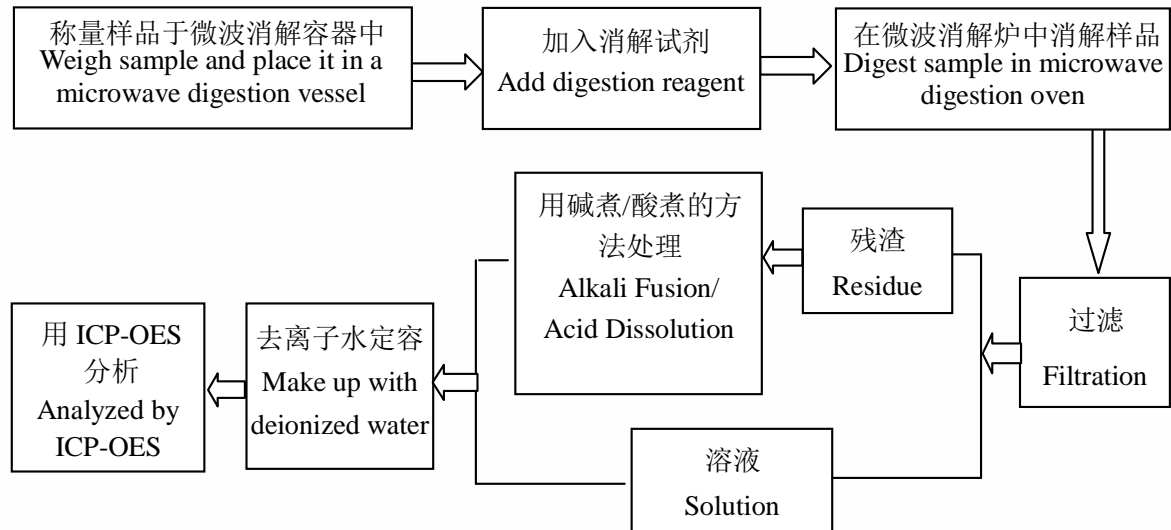 称量样品于微波消解容器中
Weigh sample and place it in a
microwave digestion vessel
加入消解试剂
Add digestion reagent
在微波消解炉中消解样品
Digest sample in microwave
digestion oven
过滤
Filtration
残渣
Residue
用碱煮/酸煮的方
法处理
Alkali Fusion/
Acid Dissolution
溶液
Solution
去离子水定容
Make up with
deionized water
用 ICP-OES
分析
Analyzed by
ICP-OES